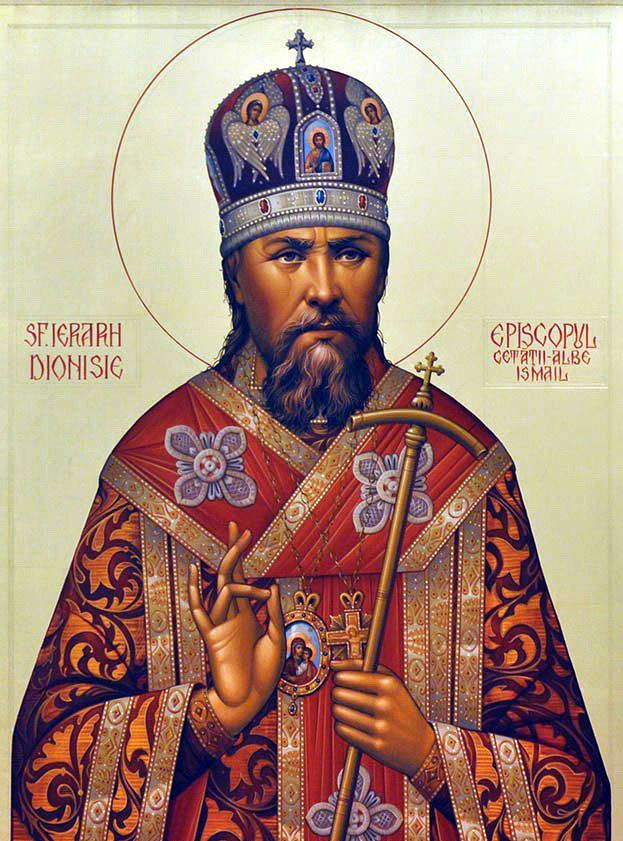 SF.IERARH
DIONISIE
EPISCOPUL
CETĂȚII-ALBE
ISMAIL